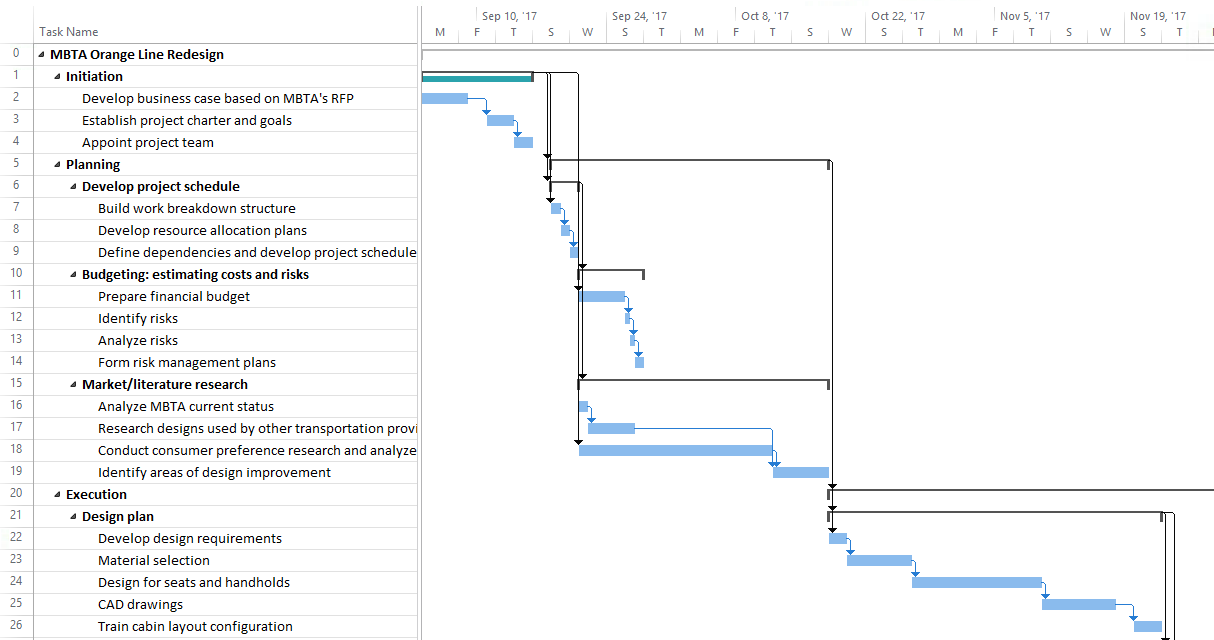 Sep 10, '17 Sep 24, '17 Oct 8, '17 Oct 22, '17 Nov 5, '17 Nov 19, '17
Task Name M F T S W S T M F T S W S T M F T S W S T
0 MBTA Orange Line Redesign
1 Initiation
2 Develop business case based on MBTA's RFP
3 Establish project charter and goals
4 Appoint project team
5 Planning
6 Develop project schedule
7 Build work breakdown structure
8 Develop resource allocation plans
9 Define dependencies and develop project schedule
10 Budgeting: estimating costs and risks
11 Prepare financial budget
12 Identify risks
13 Analyze risks
14 Form risk management plans
15 Market/literature research
16 Analyze MBTA current status
17 Research designs used by other transportation provi
18 Conduct consumer preference research and analyze
19 Identify areas of design improvement
20 Execution
21 Design plan
22 Develop design requirements
23 Material selection
24 Design for seats and handholds
25 CAD drawings
26 Train cabin layout configuration